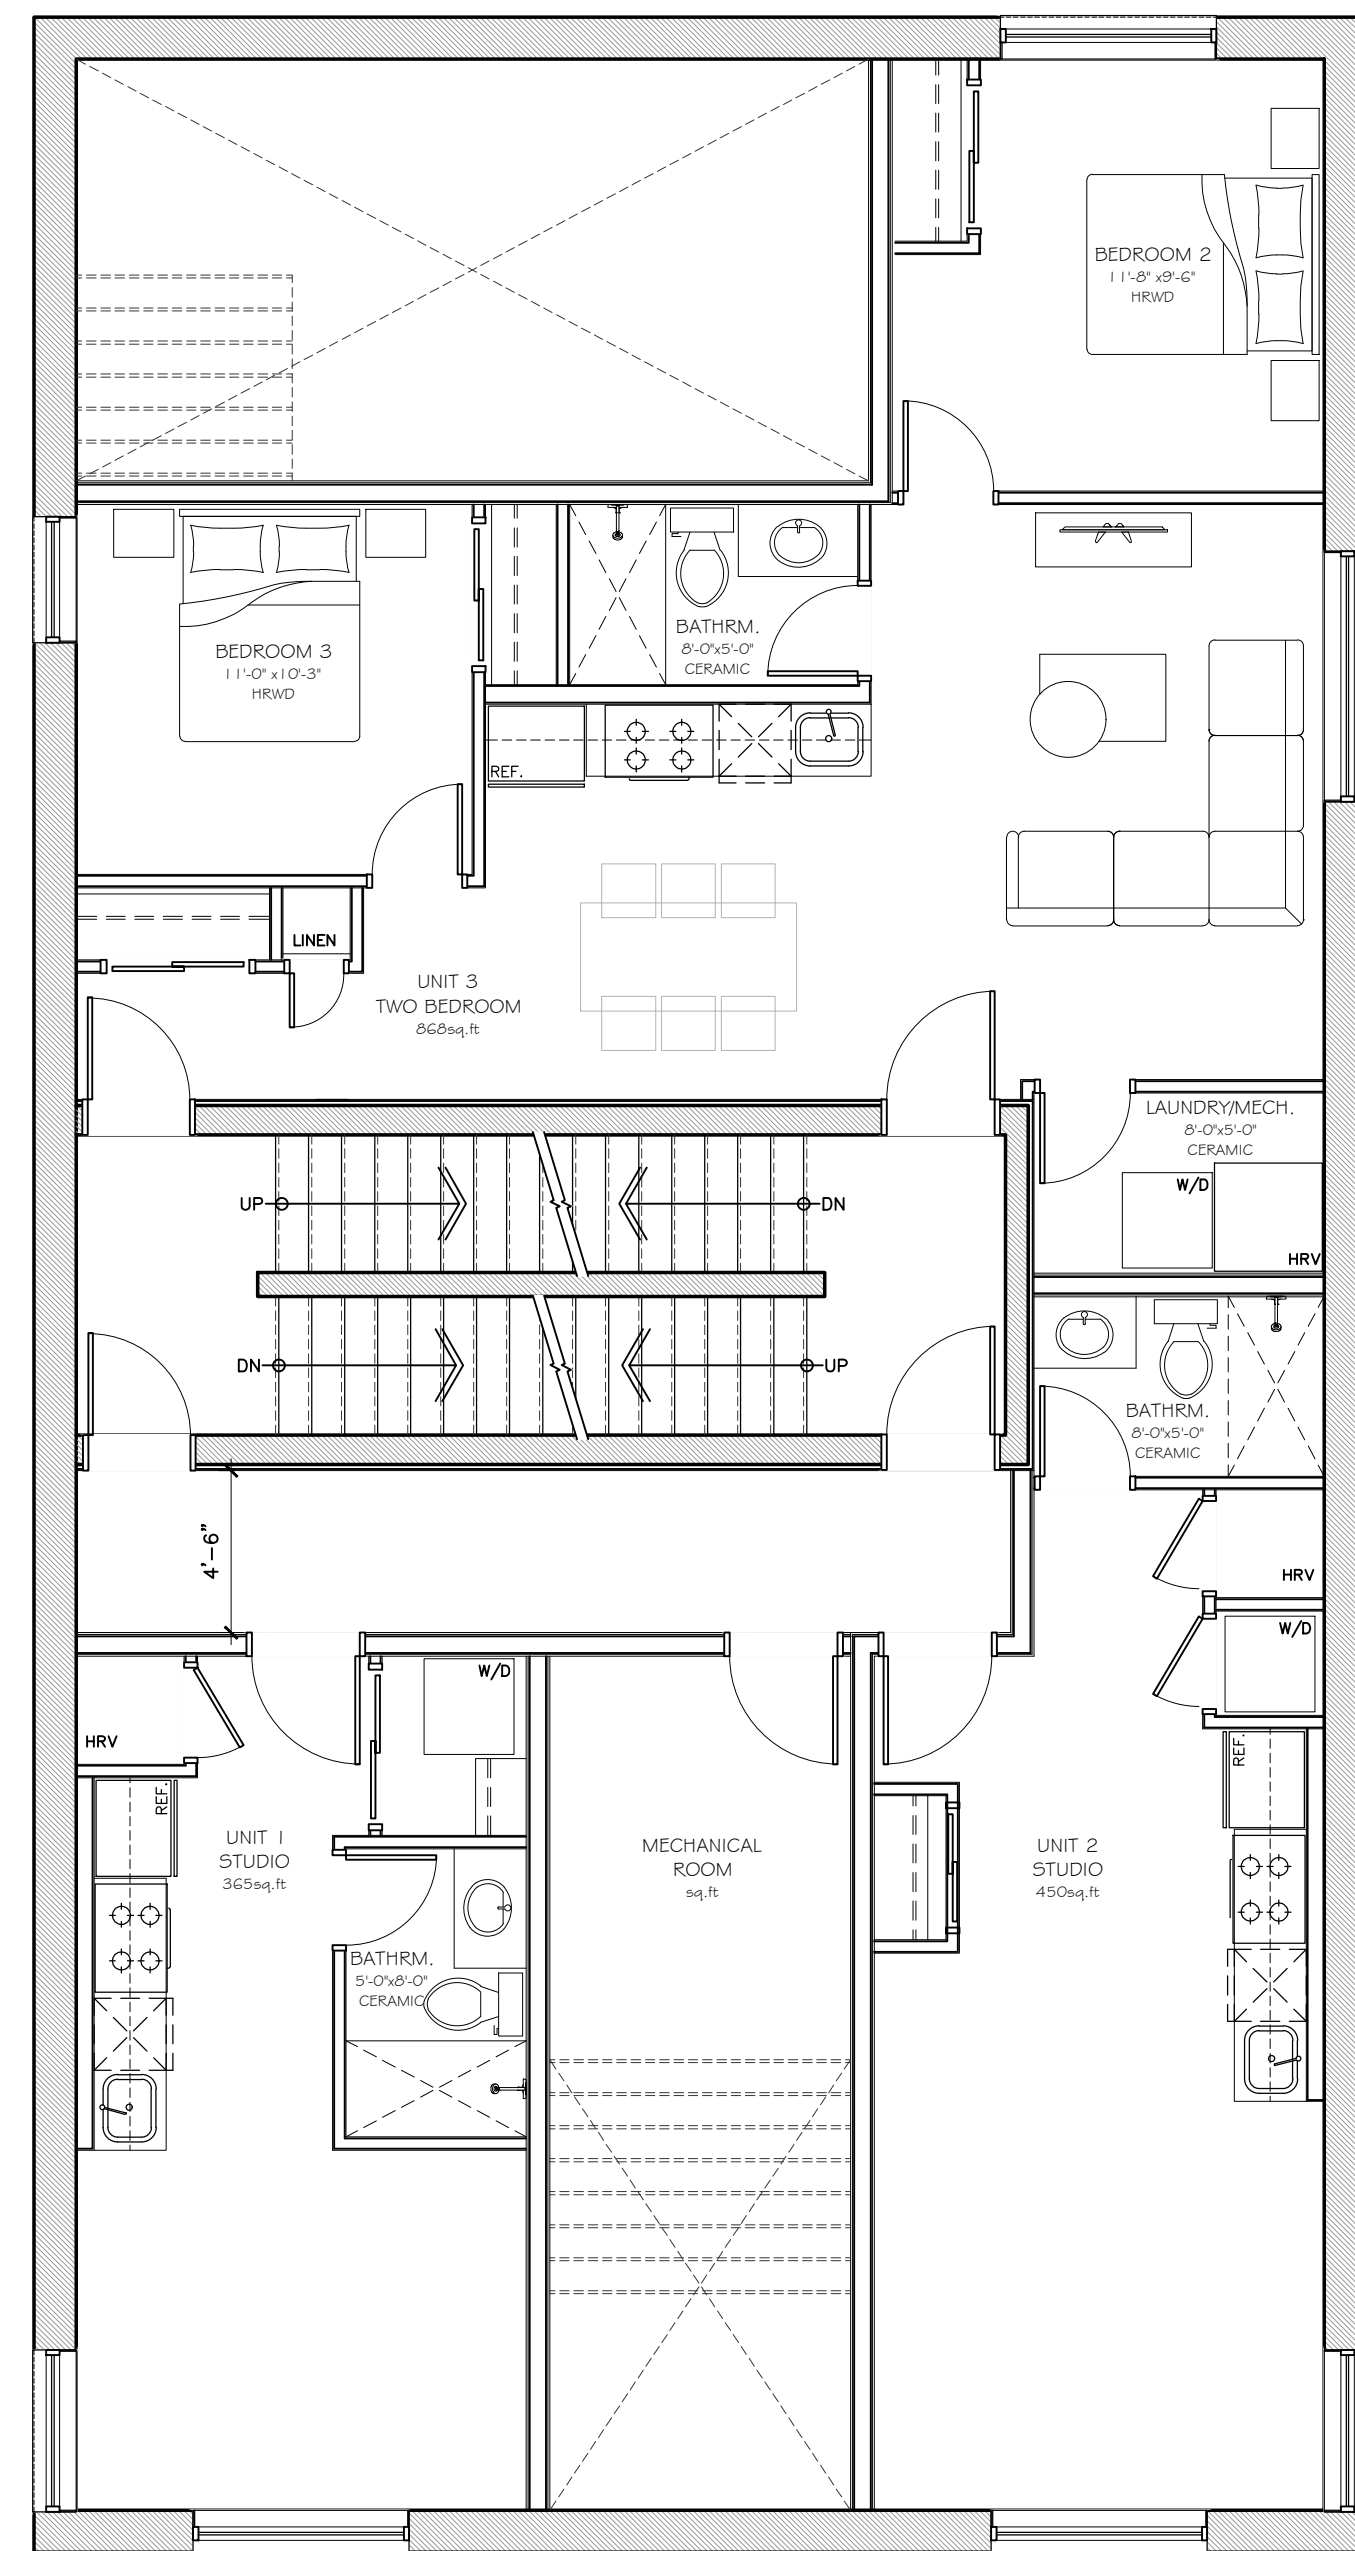 BEDROOM 2
11'-8" x9'-6"
HRWD
BEDROOM 3
11'-0" x10'-3"
HRWD
BATHRM.
8'-0"x5'-0"
CERAMIC
REF.
LINEN
UNIT 3
TWO BEDROOM
868sq.ft
LAUNDRY/MECH.
8'-0"x5'-0"
CERAMIC
W/D
HRV
UP
DN
DN
UP
BATHRM.
8'-0"x5'-0"
CERAMIC
4'-6"
HRV
W/D
W/D
HRV
REF.
REF.
UNIT 1
STUDIO
365sq.ft
MECHANICAL
ROOM
sq.ft
UNIT 2
STUDIO
450sq.ft
BATHRM.
5'-0"x8'-0"
CERAMIC